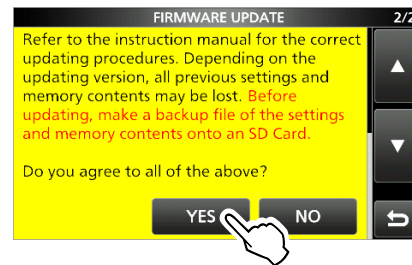 FIRMWARE UPDATE 2/2
Refer to the instruction manual for the correct
updating procedures. Depending on the
updating version, all previous settings and
memory contents may be lost. Before
updating, make a backup file of the settings
and memory contents onto an SD Card.
Do you agree to all of the above?
YES NO